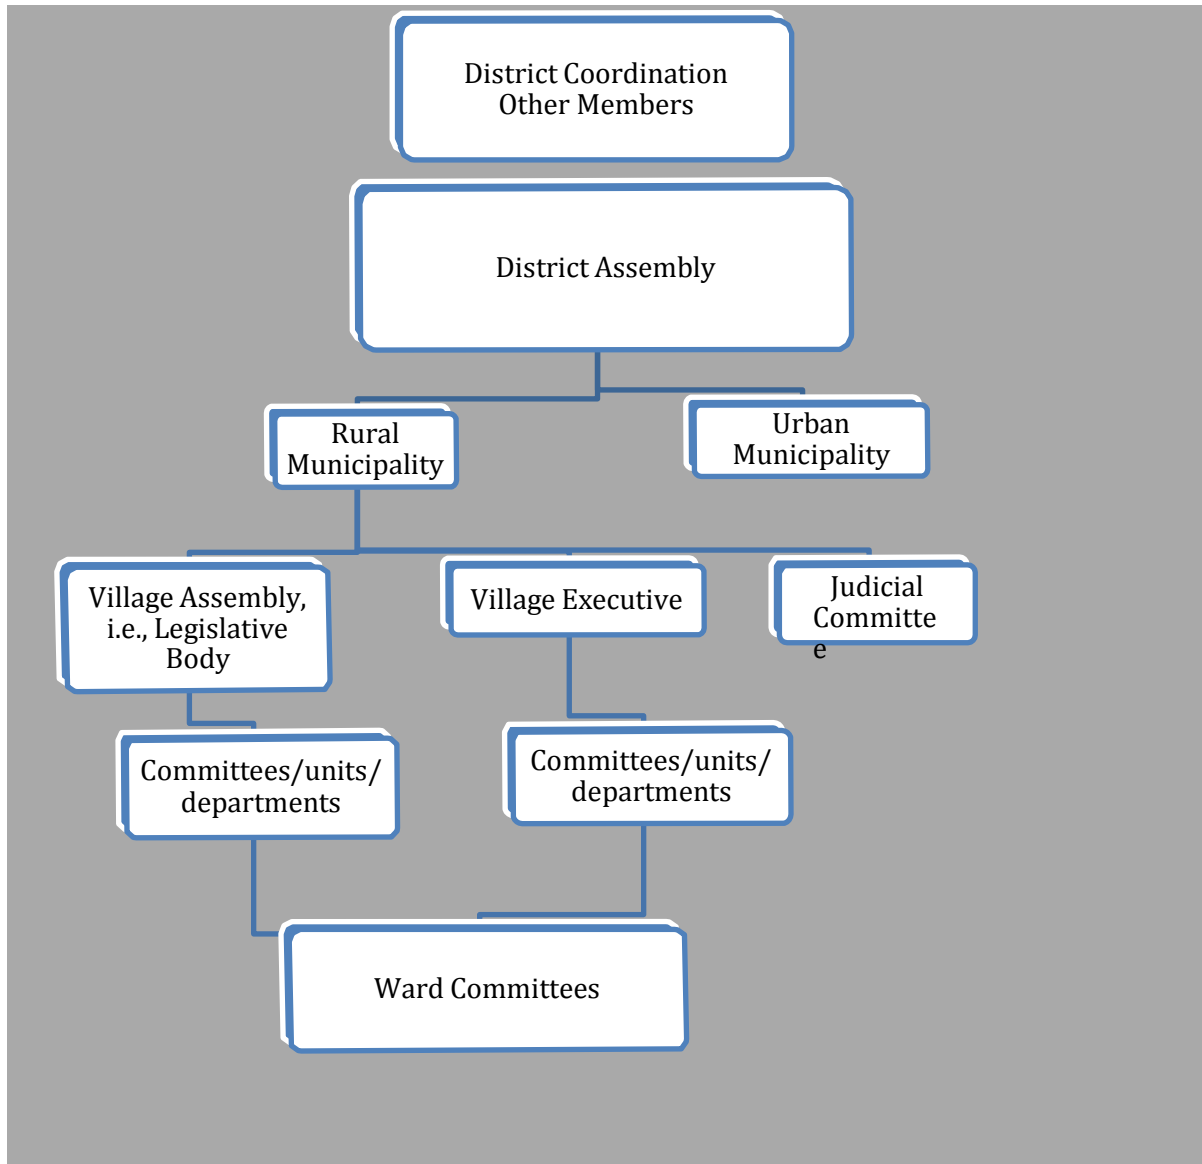 District Coordination
Other Members
District Assembly
Rural
Municipality
Urban
Municipality
Village Assembly,
i.e., Legislative
Body
Village Executive
Judicial
Committe
e
Committees/units/
departments
Committees/units/
departments
Ward Committees